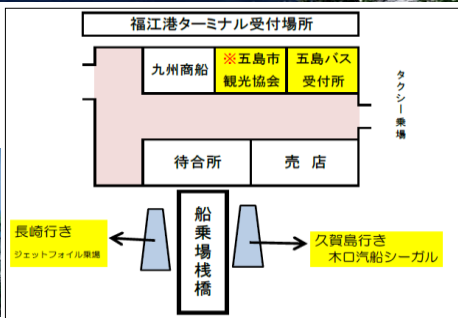 福江港ターミナル受付場所
九州商船
※五島市
観光協会
五島バス
受付所
タクシー乗場
待合所
売店
船乗場桟橋
長崎行き
ジェットフォイル乗場
久賀島行き
木口汽船シーガル